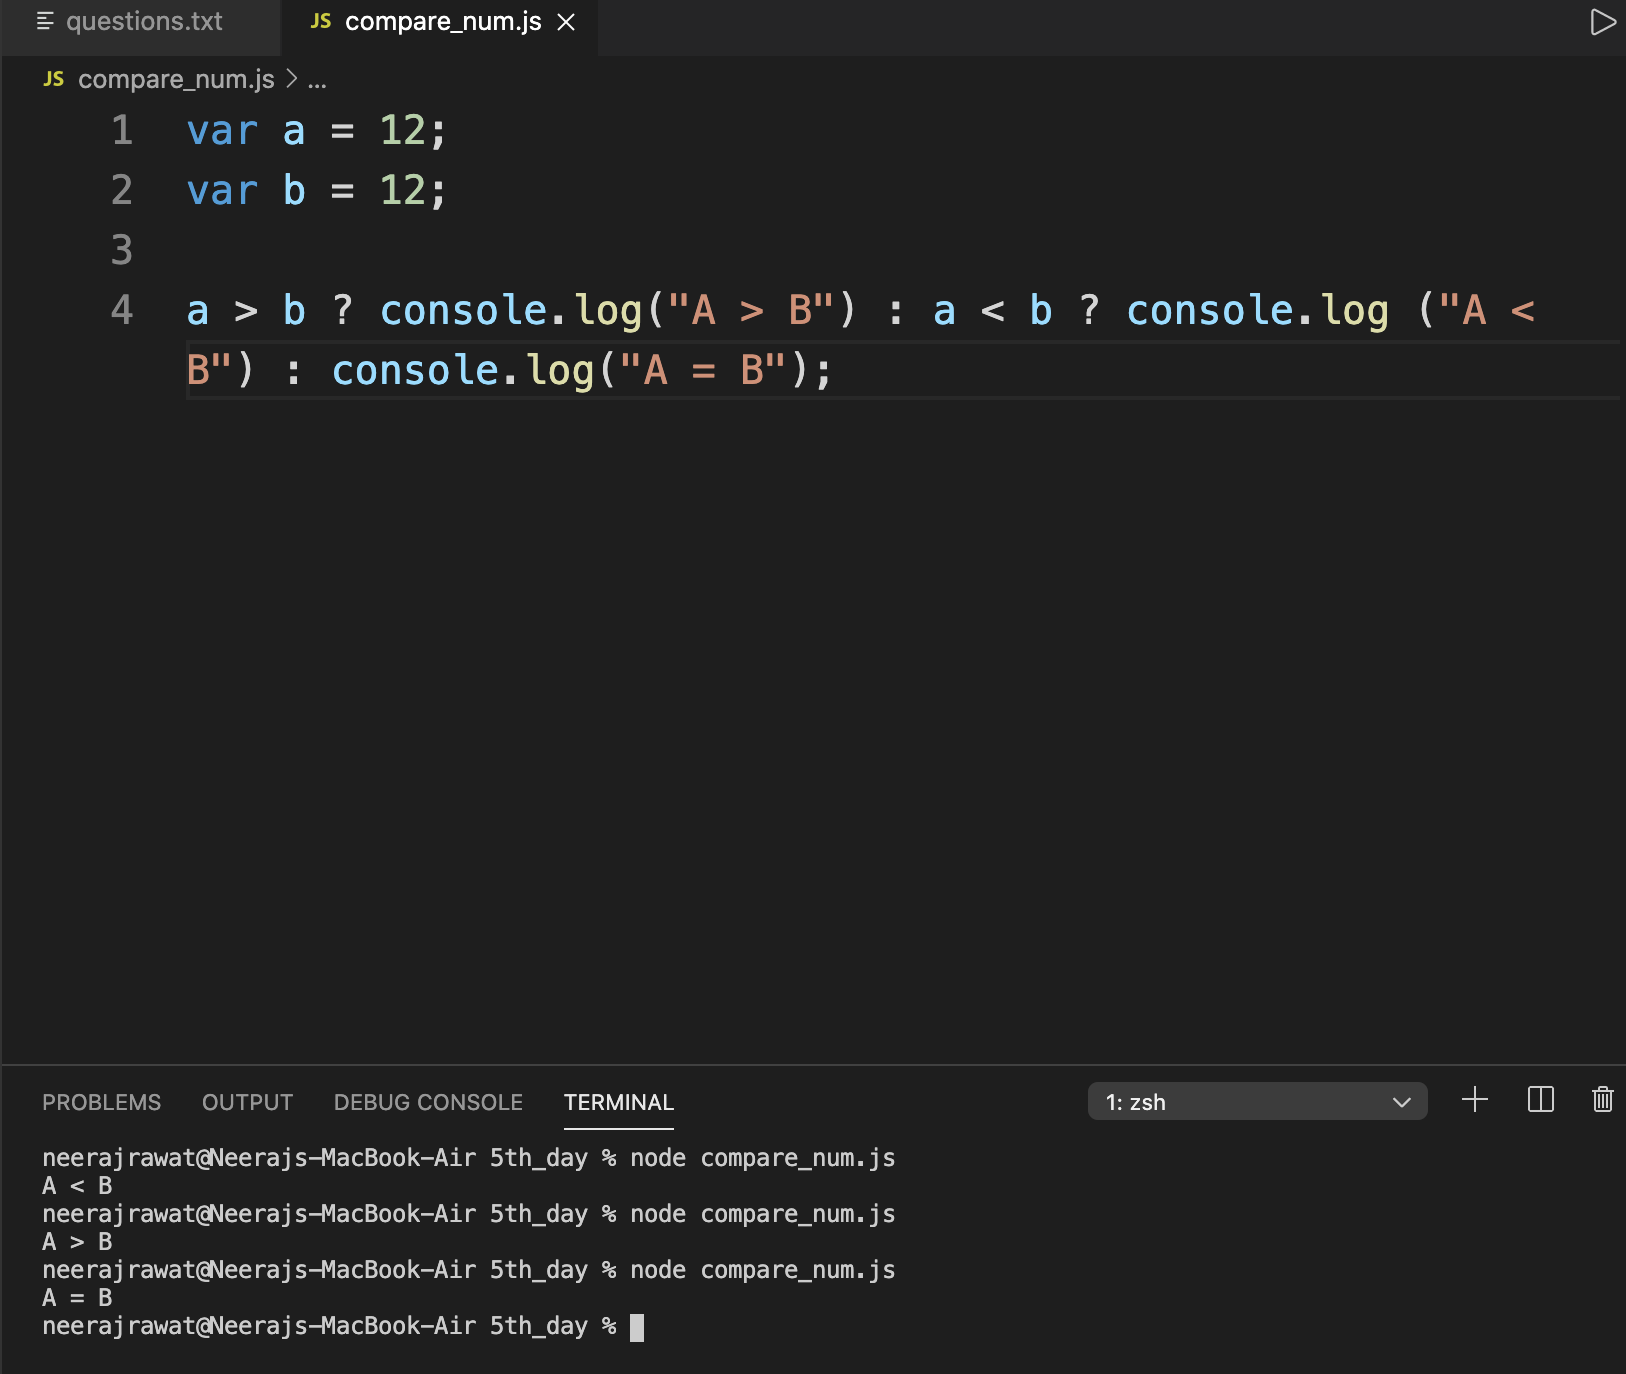 questions.txt JS compare_num.js
JS compare_num.js > ...
1 var a = 12;
2 var b = 12;
3
4 a > b ? console.log("A > B") : a < b ? console.log ("A <
B") : console.log("A = B");
PROBLEMS OUTPUT DEBUG CONSOLE TERMINAL 1: zsh
neerajrawat@Neerajs-MacBook-Air 5th_day % node compare_num.js
A < B
neerajrawat@Neerajs-MacBook-Air 5th_day % node compare_num.js
A > B
neerajrawat@Neerajs-MacBook-Air 5th_day % node compare_num.js
A = B
neerajrawat@Neerajs-MacBook-Air 5th_day %